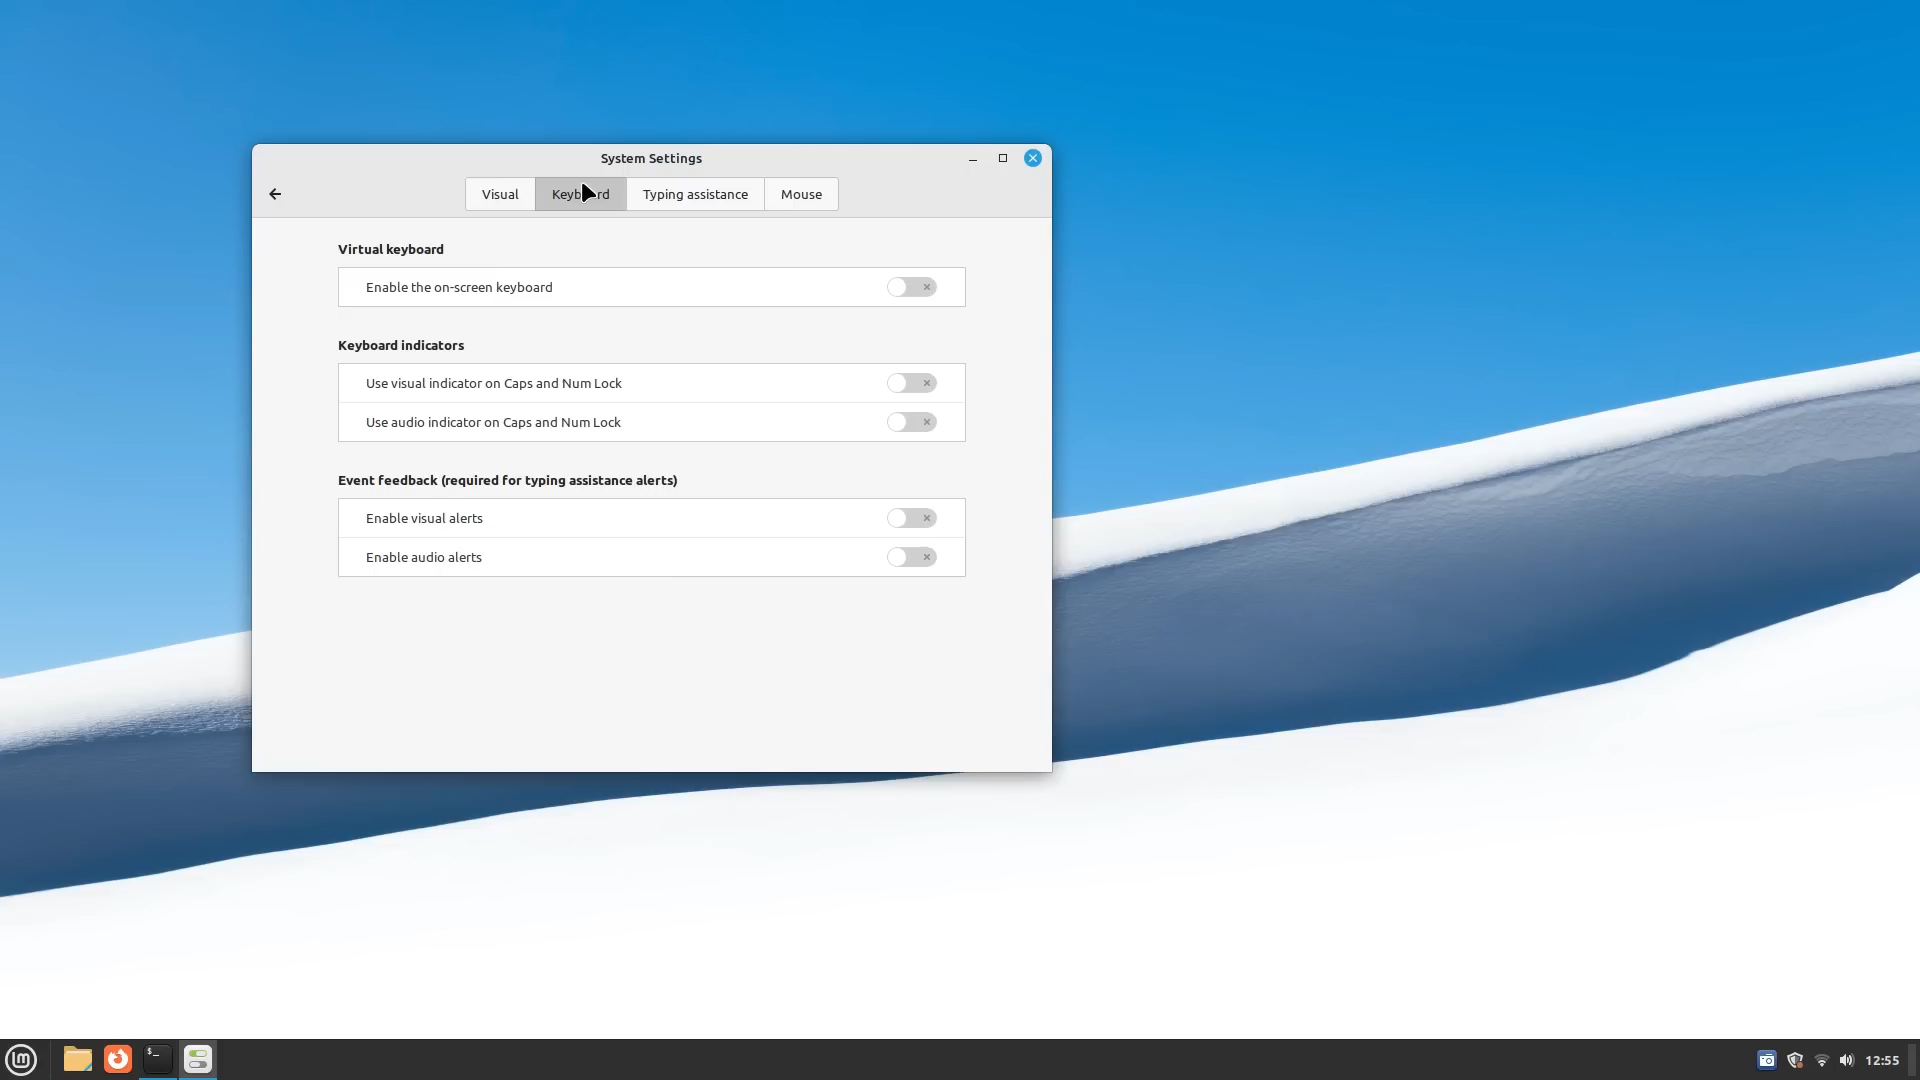 System Settings
Visual
Keyboard
Typing assistance
Mouse
Virtual keyboard
Enable the on-screen keyboard
Keyboard indicators
Use visual indicator on Caps and Num Lock
Use audio indicator on Caps and Num Lock
Event feedback (required for typing assistance alerts)
Enable visual alerts
Enable audio alerts
lm
$_
12:55